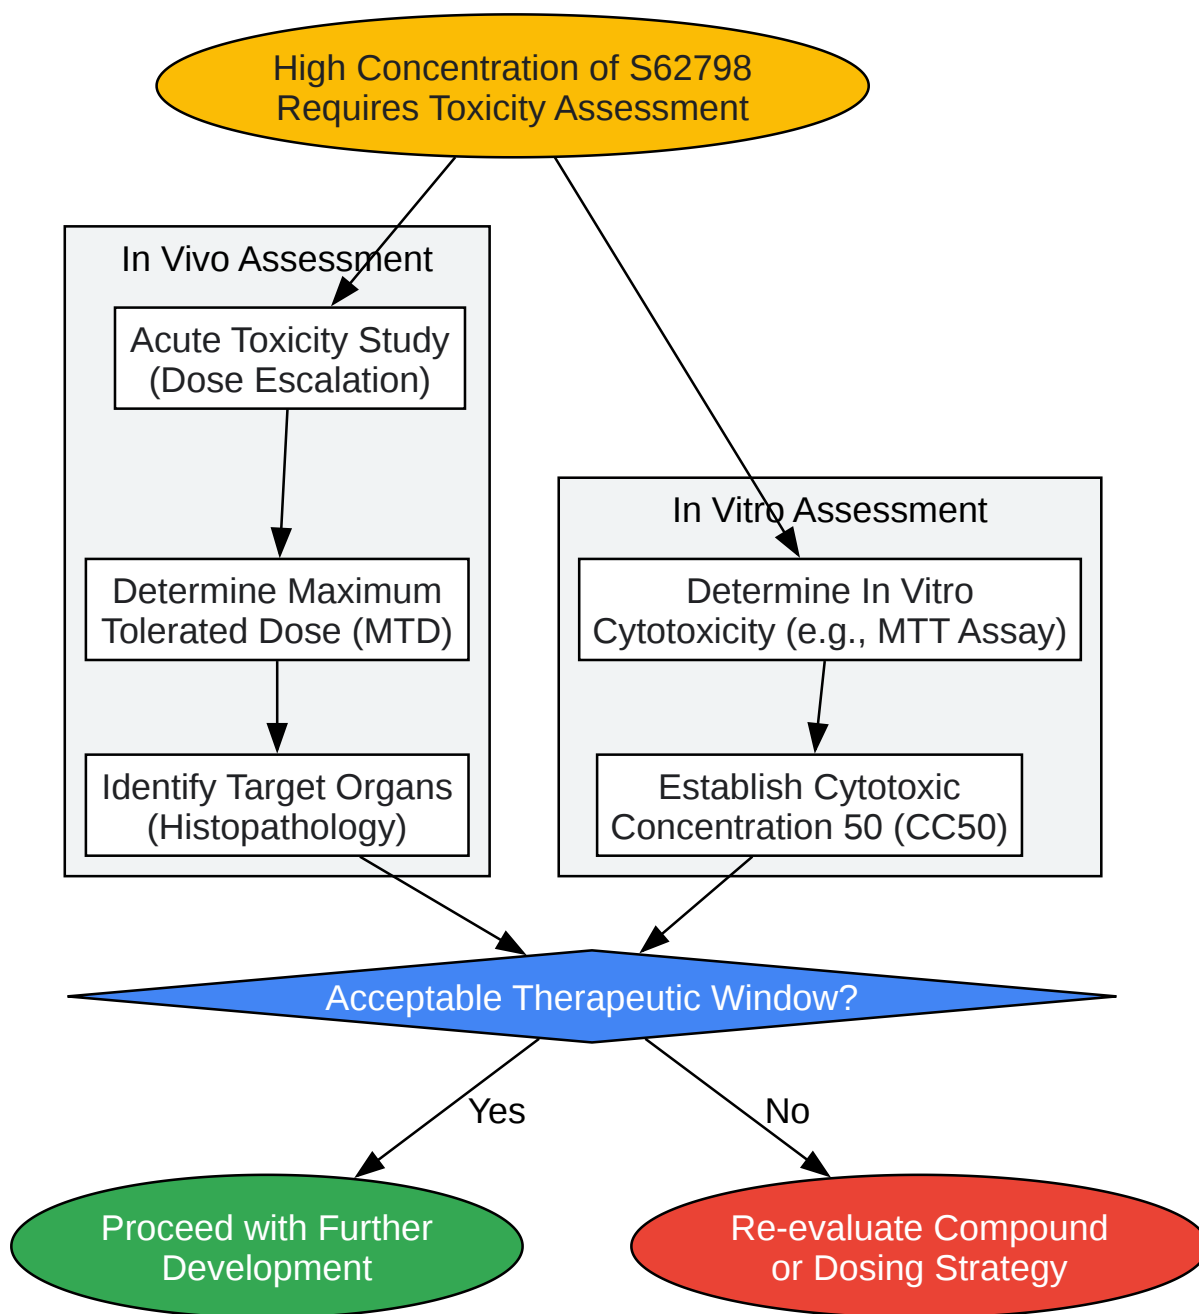 High Concentration of S62798
Requires Toxicity Assessment
In Vivo Assessment
Acute Toxicity Study
(Dose Escalation)
Determine Maximum
Tolerated Dose (MTD)
Identify Target Organs
(Histopathology)
In Vitro Assessment
Determine In Vitro
Cytotoxicity (e.g., MTT Assay)
Establish Cytotoxic
Concentration 50 (CC50)
Acceptable Therapeutic Window?
Yes
No
Proceed with Further
Development
Re-evaluate Compound
or Dosing Strategy